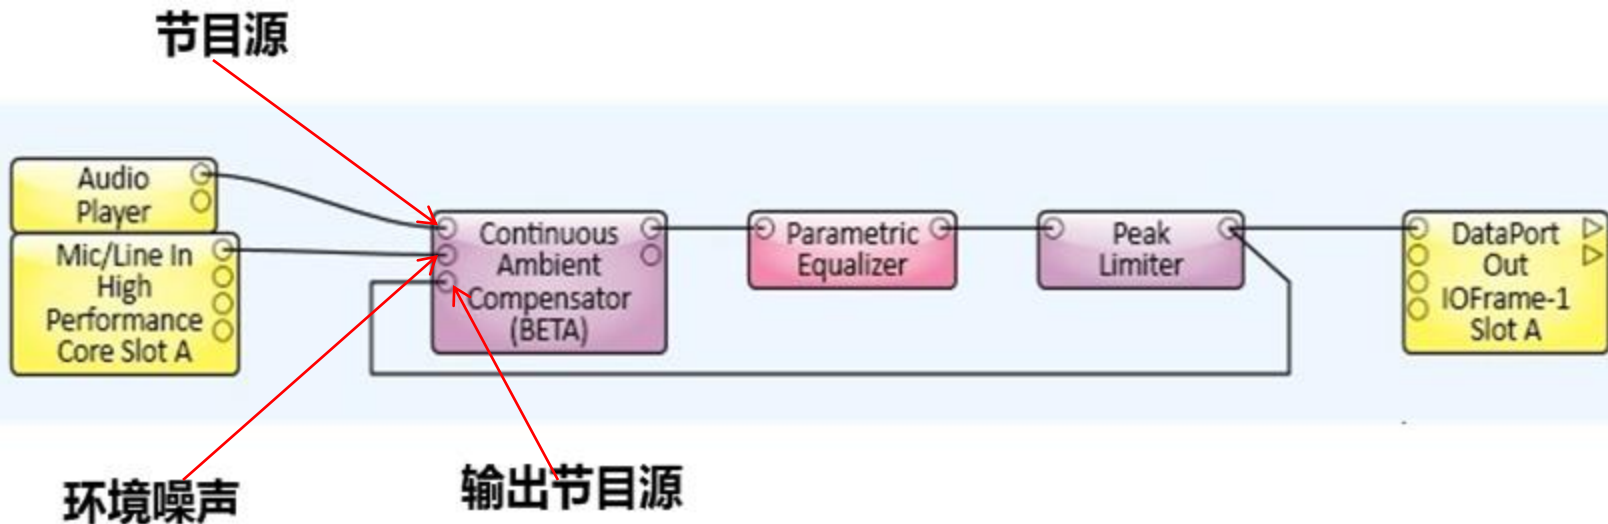 节目源
Audio
Player
Mic/Line In
High
Performance
Core Slot A
Continuous
Ambient
Compensator
(BETA)
Parametric
Equalizer
Peak
Limiter
DataPort
Out
IOFrame-1
Slot A
环境噪声
输出节目源